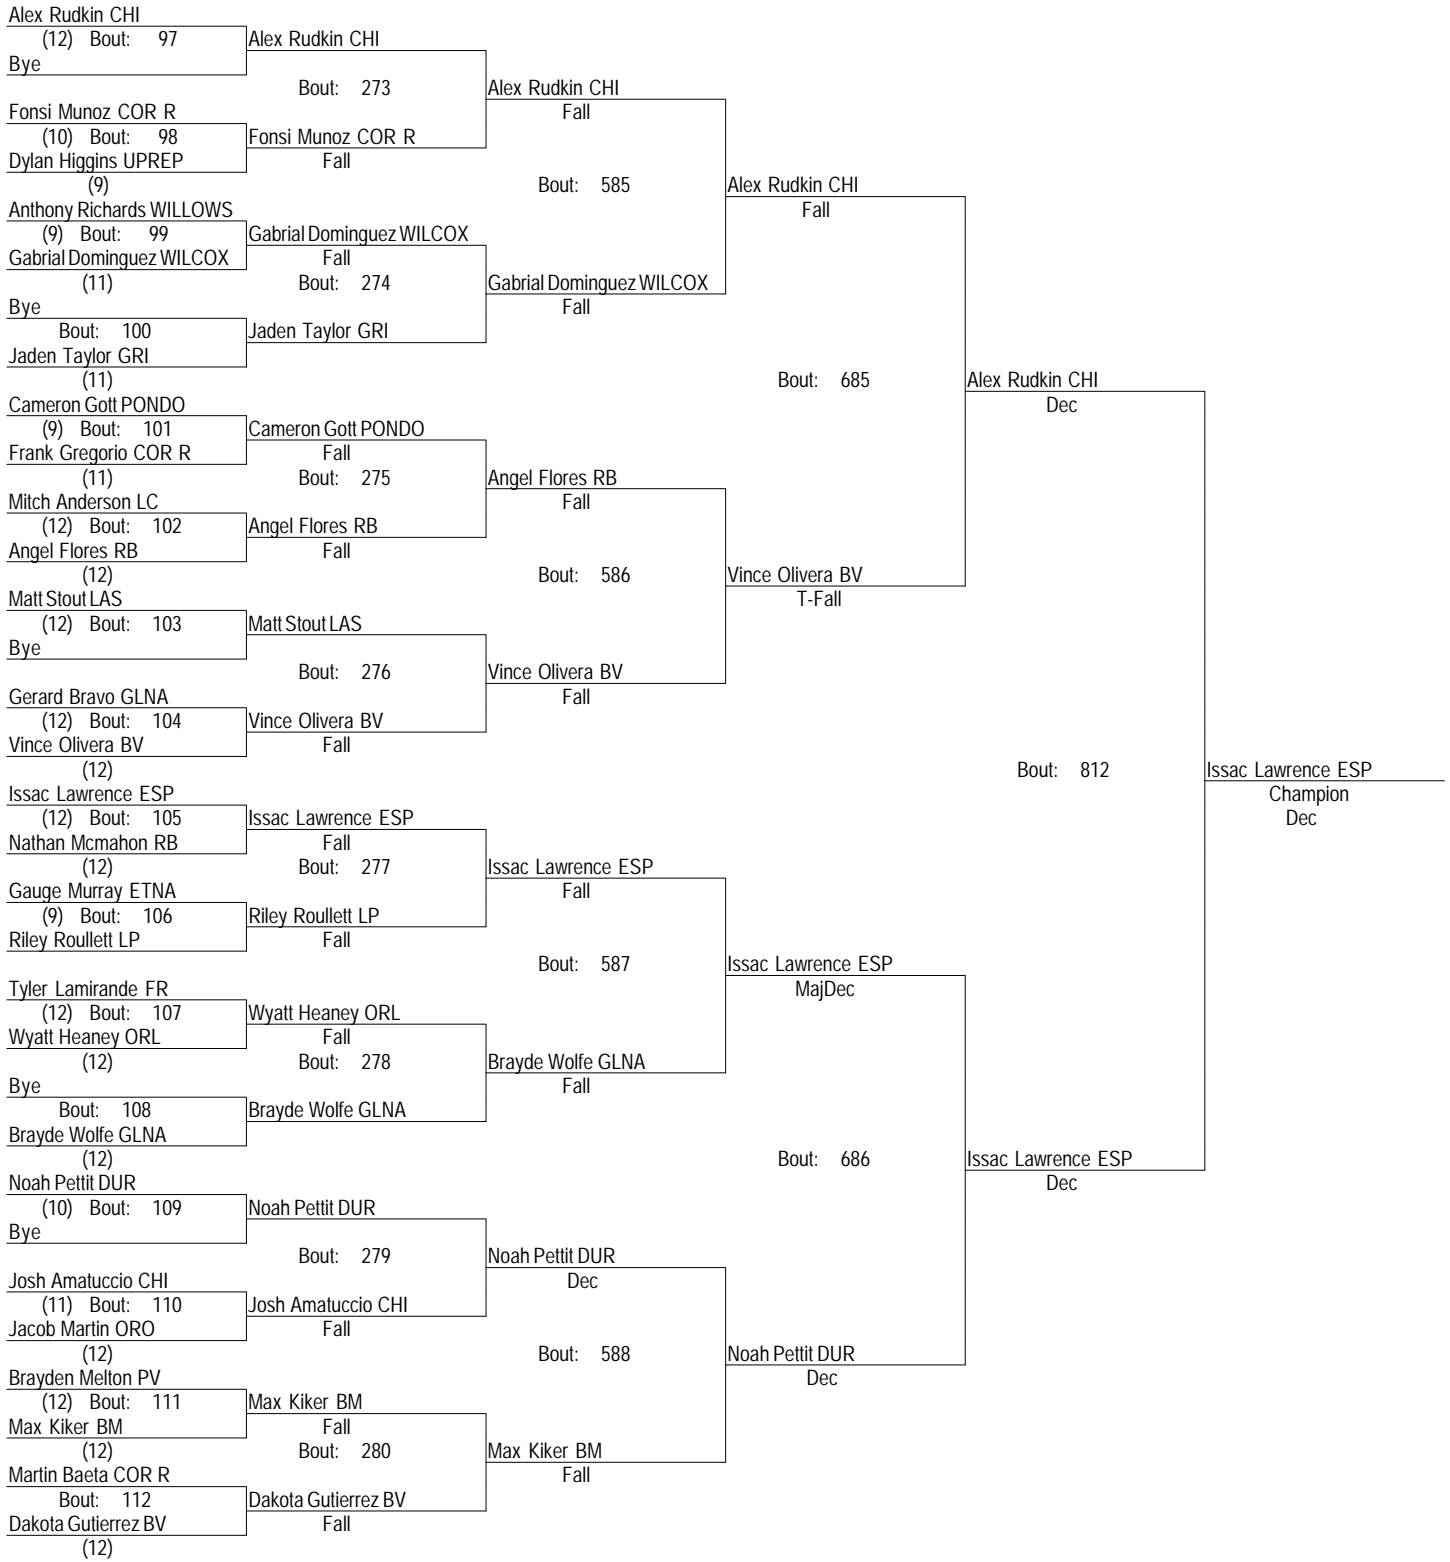 Alex Rudkin CHI
(12) Bout: 97 Alex Rudkin CHI
Bye
Bout: 273 Alex Rudkin CHI
Fonsi Munoz COR R Fall
(10) Bout: 98 Fonsi Munoz COR R
Dylan Higgins UPREP Fall
(9) Bout: 585 Alex Rudkin CHI
Anthony Richards WILLOWS Fall
(9) Bout: 99 Gabrial Dominguez WILCOX
Gabrial Dominguez WILCOX Fall
(11) Bout: 274 Gabrial Dominguez WILCOX
Bye Fall
Bout: 100 Jaden Taylor GRI
Jaden Taylor GRI
(11) Bout: 685 Alex Rudkin CHI
Cameron Gott PONDO Dec
(9) Bout: 101 Cameron Gott PONDO
Frank Gregorio COR R Fall
(11) Bout: 275 Angel Flores RB
Mitch Anderson LC Fall
(12) Bout: 102 Angel Flores RB
Angel Flores RB Fall
(12) Bout: 586 Vince Olivera BV
Matt Stout LAS T-Fall
(12) Bout: 103 Matt Stout LAS
Bye
Bout: 276 Vince Olivera BV
Gerard Bravo GLNA Fall
(12) Bout: 104 Vince Olivera BV
Vince Olivera BV Fall
(12) Bout: 812 Issac Lawrence ESP
Issac Lawrence ESP Champion
(12) Bout: 105 Issac Lawrence ESP Dec
Nathan Mcmahon RB Fall
(12) Bout: 277 Issac Lawrence ESP
Gauge Murray ETNA Fall
(9) Bout: 106 Riley Roullett LP
Riley Roullett LP Fall
Bout: 587 Issac Lawrence ESP
Tyler Lamirande FR MajDec
(12) Bout: 107 Wyatt Heaney ORL
Wyatt Heaney ORL Fall
(12) Bout: 278 Brayde Wolfe GLNA
Bye Fall
Bout: 108 Brayde Wolfe GLNA
Brayde Wolfe GLNA
(12) Bout: 686 Issac Lawrence ESP
Noah Pettit DUR Dec
(10) Bout: 109 Noah Pettit DUR
Bye
Bout: 279 Noah Pettit DUR
Josh Amatuccio CHI Dec
(11) Bout: 110 Josh Amatuccio CHI
Jacob Martin ORO Fall
(12) Bout: 588 Noah Pettit DUR
Brayden Melton PV Dec
(12) Bout: 111 Max Kiker BM
Max Kiker BM Fall
(12) Bout: 280 Max Kiker BM
Martin Baeta COR R Fall
Bout: 112 Dakota Gutierrez BV
Dakota Gutierrez BV Fall
(12)